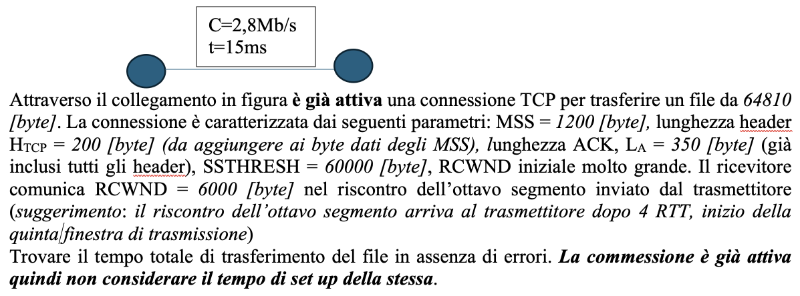 C=2,8Mb/s
t=15ms
Attraverso il collegamento in figura è già attiva una connessione TCP per trasferire un file da 64810
[byte]. La connessione è caratterizzata dai seguenti parametri: MSS = 1200 [byte], lunghezza header
HTCP = 200 [byte] (da aggiungere ai byte dati degli MSS), lunghezza ACK, LA = 350 [byte] (già
inclusi tutti gli header), SSTHRESH = 60000 [byte], RCWND iniziale molto grande. Il ricevitore
comunica RCWND = 6000 [byte] nel riscontro dell'ottavo segmento inviato dal trasmettitore
(suggerimento: il riscontro dell'ottavo segmento arriva al trasmettitore dopo 4 RTT, inizio della
quinta finestra di trasmissione)
Trovare il tempo totale di trasferimento del file in assenza di errori. La commessione è già attiva
quindi non considerare il tempo di set up della stessa.